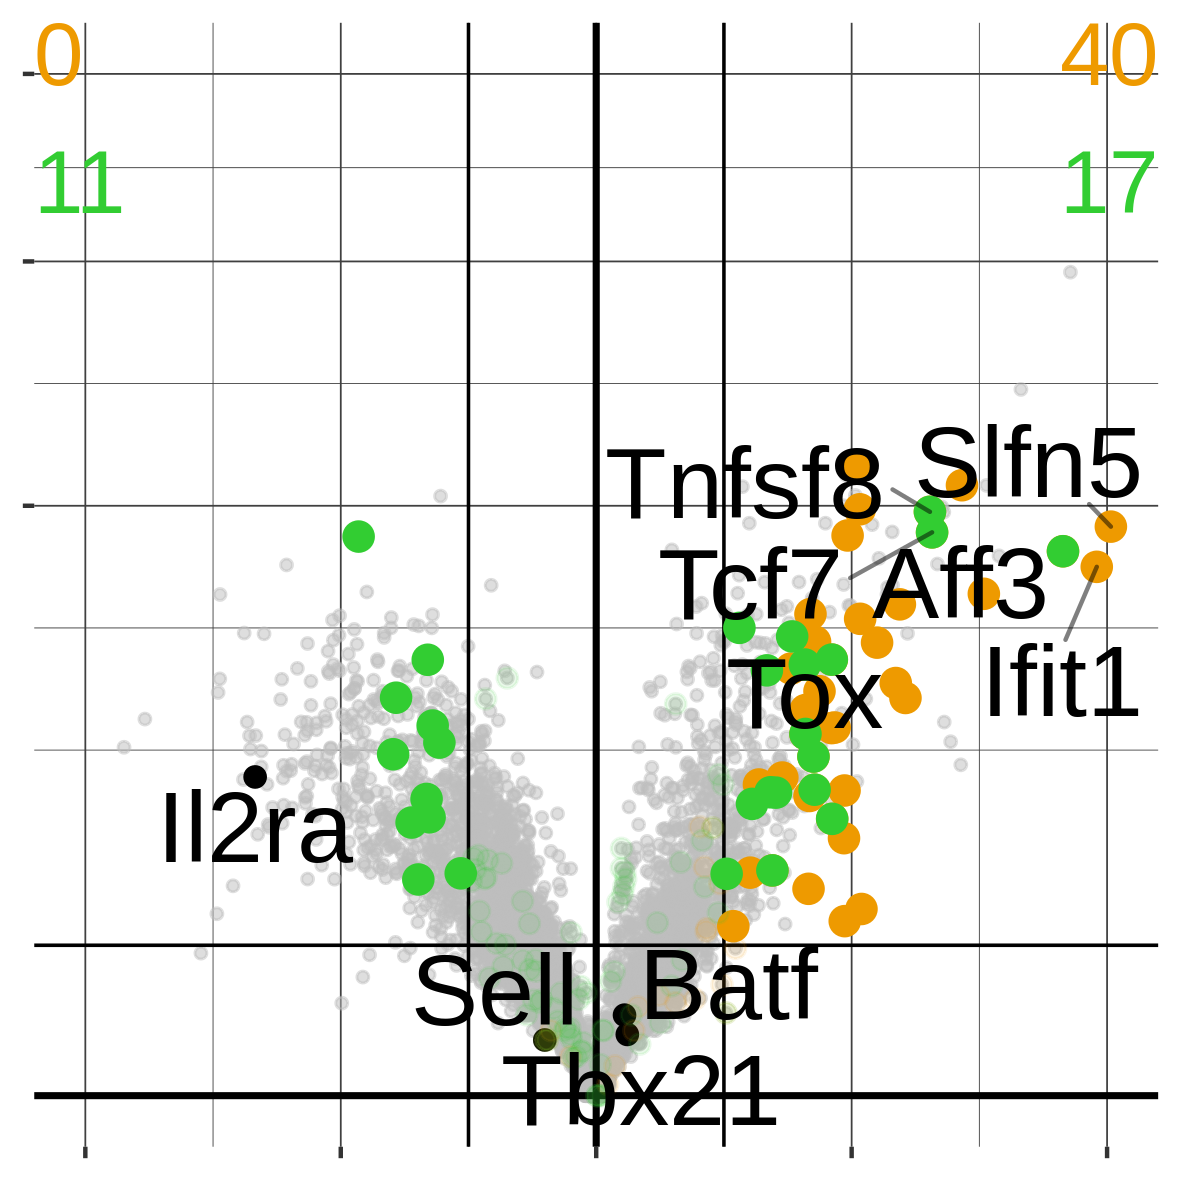 0 40
11 17
Slfn5
Tnfsf8
Tcf7 Aff3
Ifit1
Tox
Il2ra
Sell Batf
Tbx21